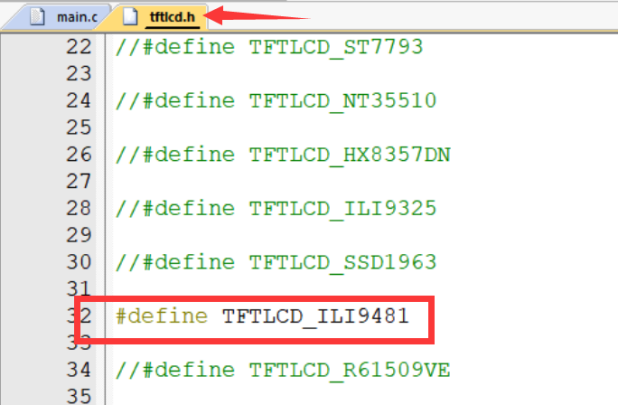 main.c tftlcd.h
22 //#define TFTLCD_ST7793
23
24 //#define TFTLCD_NT35510
25
26 //#define TFTLCD_HX8357DN
27
28 //#define TFTLCD_ILI9325
29
30 //#define TFTLCD_SSD1963
31
32 #define TFTLCD_ILI9481
33
34 //#define TFTLCD_R61509VE
35